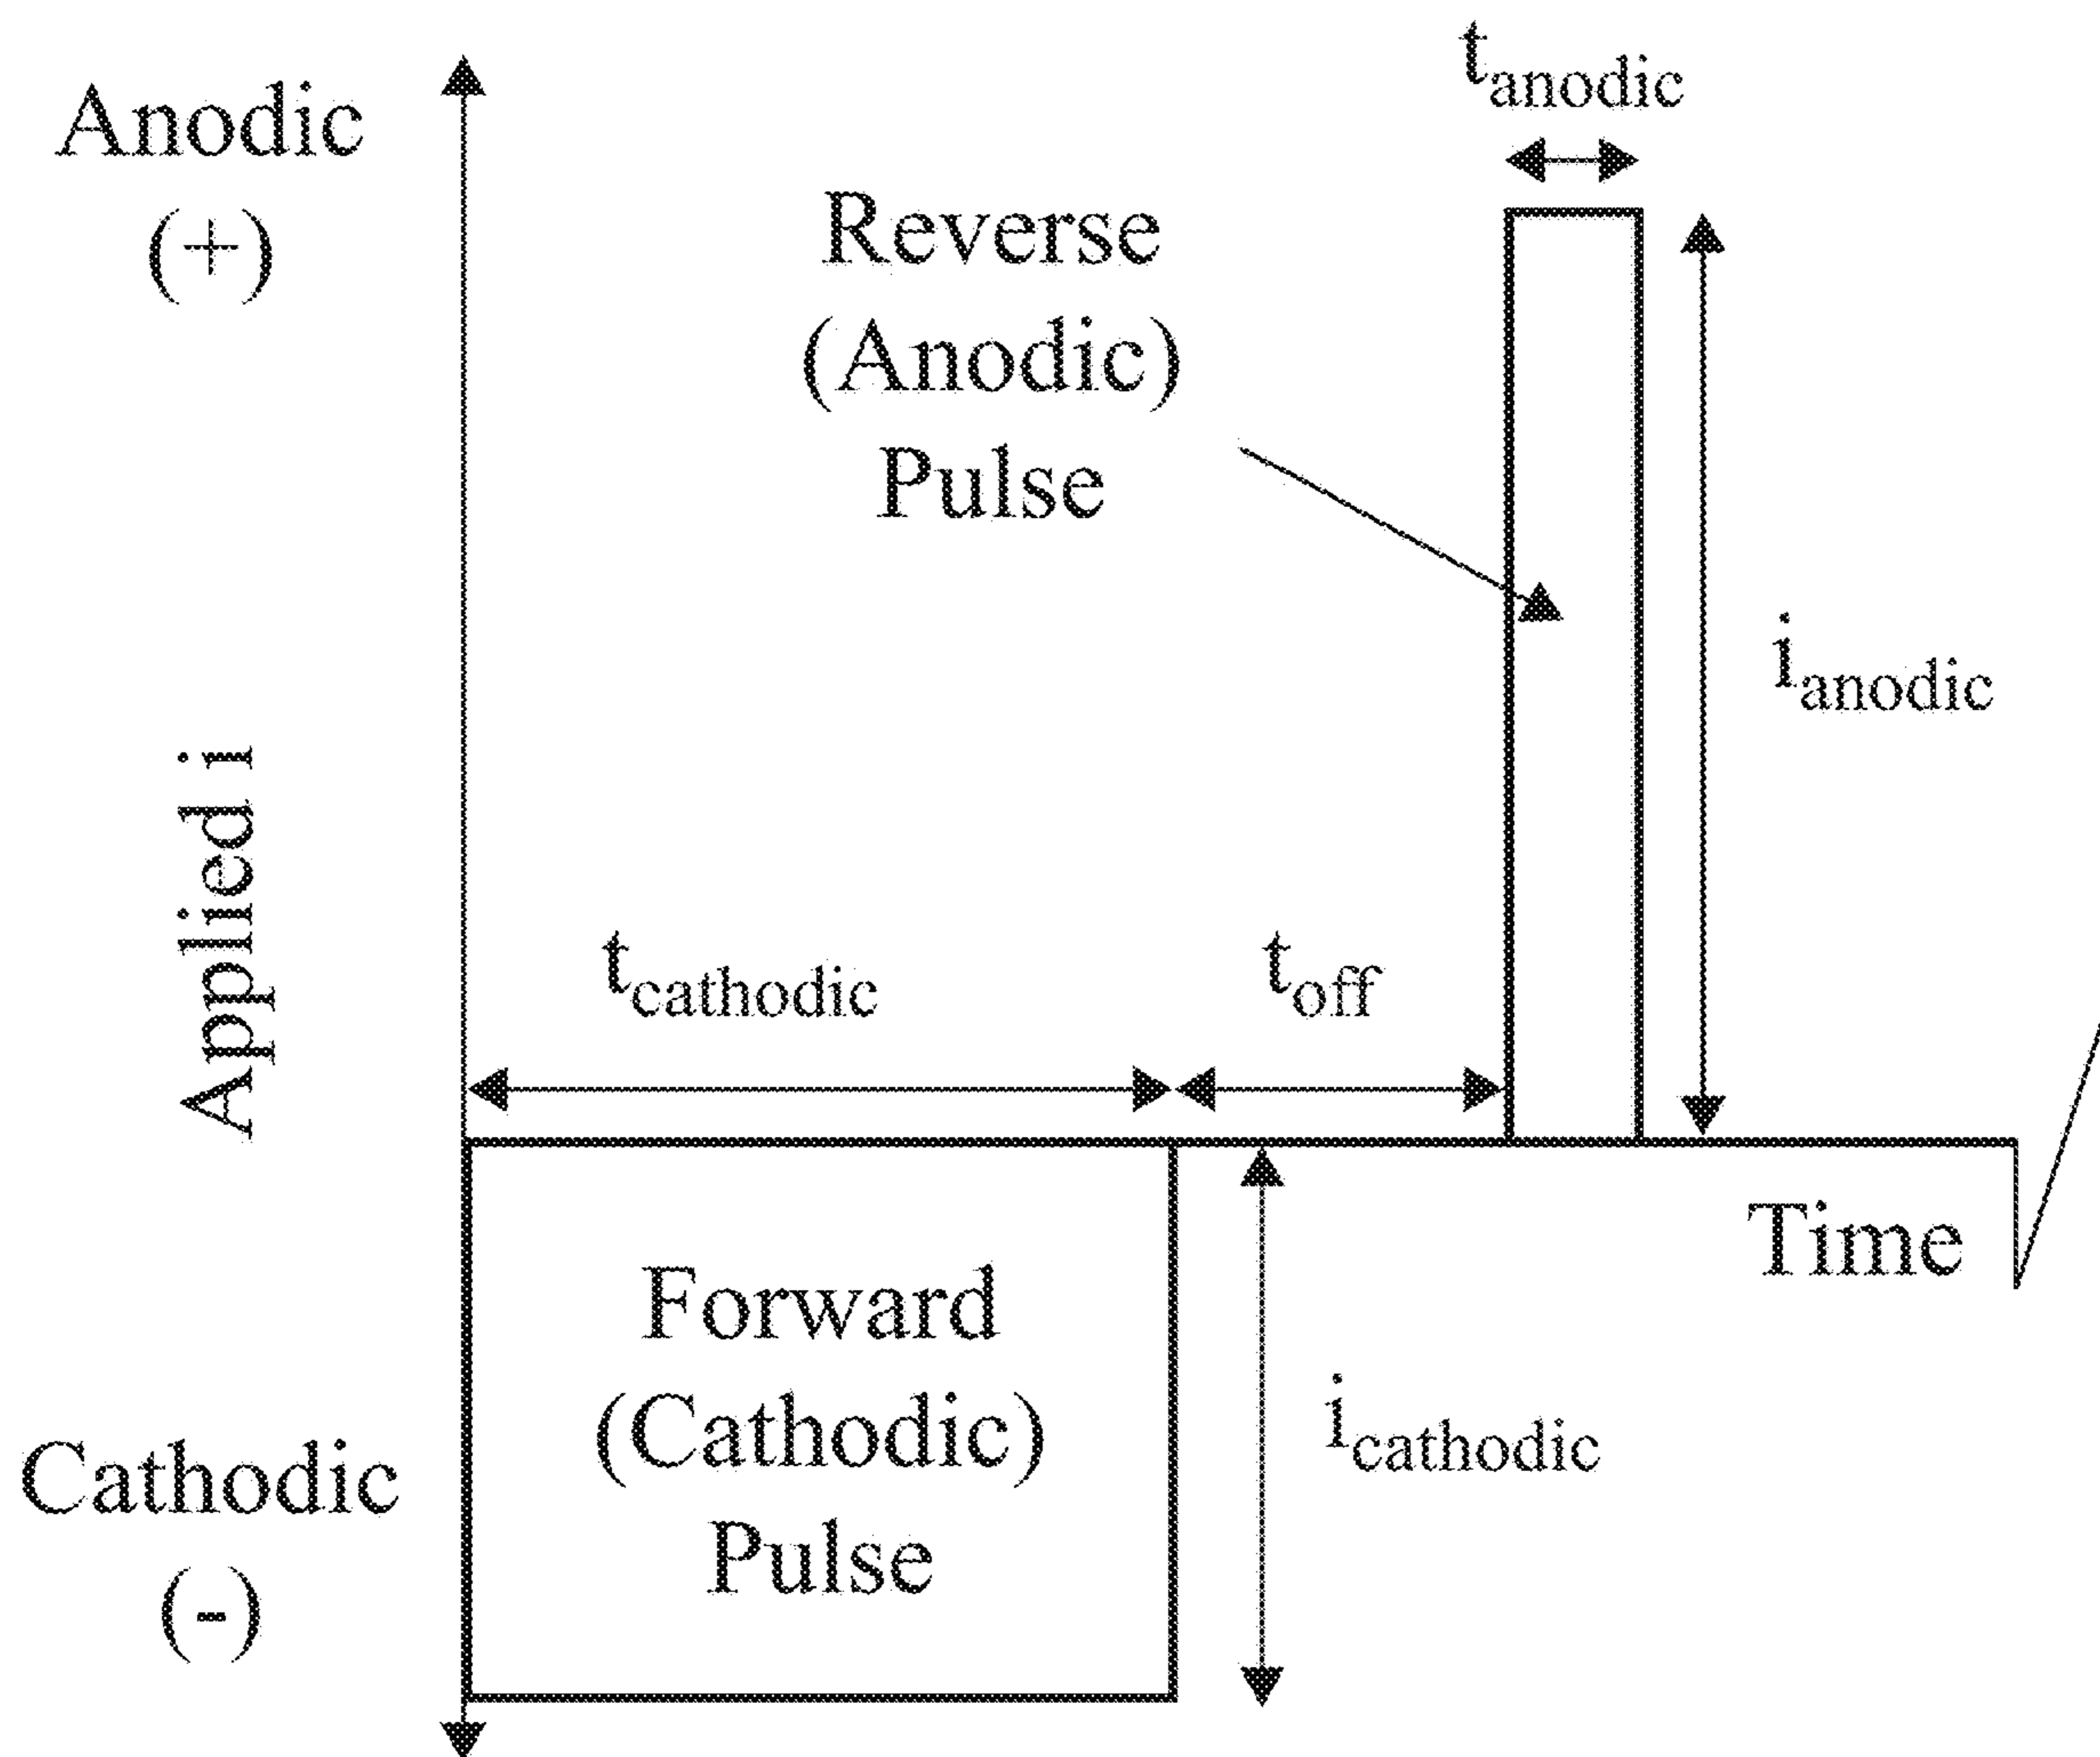 Anodic
(+)
t_anodic
Reverse
(Anodic)
Pulse
i_anodic
Applied i
t_cathodic
t_off
Time
Forward
(Cathodic)
Pulse
i_cathodic
Cathodic
(-)